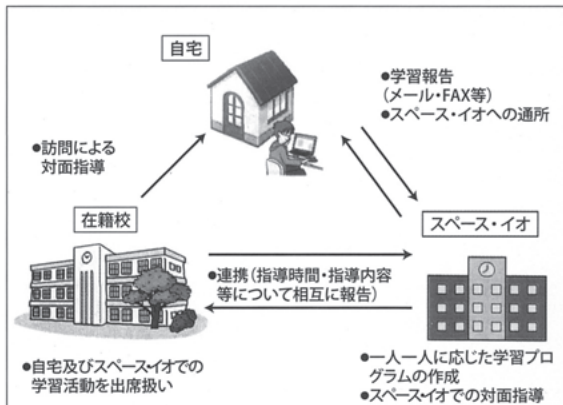 自宅
●学習報告
(メール・FAX等)
●スペース・イオへの通所
●訪問による
対面指導
在籍校
スペース・イオ
●連携(指導時間・指導内容
等について相互に報告)
●自宅及びスペース・イオでの
学習活動を出席扱い
●一人一人に応じた学習プロ
グラムの作成
●スペース・イオでの対面指導